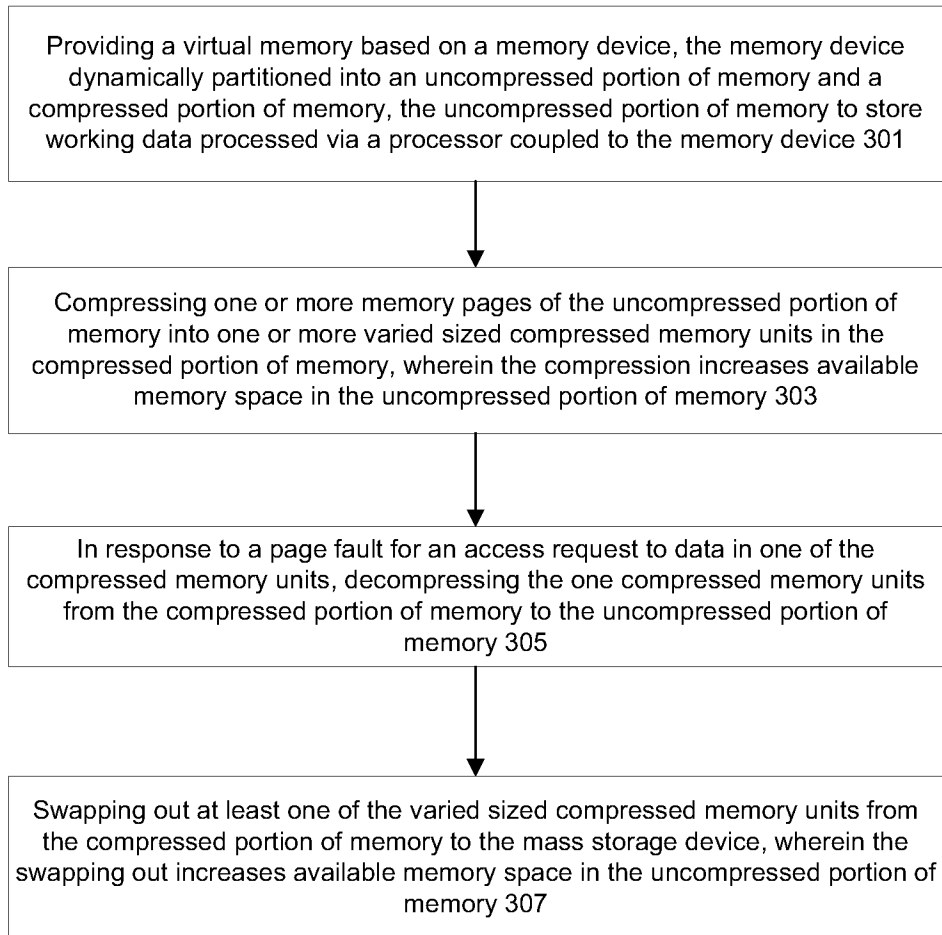 Providing a virtual memory based on a memory device, the memory device
dynamically partitioned into an uncompressed portion of memory and a
compressed portion of memory, the uncompressed portion of memory to store
working data processed via a processor coupled to the memory device 301
Compressing one or more memory pages of the uncompressed portion of
memory into one or more varied sized compressed memory units in the
compressed portion of memory, wherein the compression increases available
memory space in the uncompressed portion of memory 303
In response to a page fault for an access request to data in one of the
compressed memory units, decompressing the one compressed memory units
from the compressed portion of memory to the uncompressed portion of
memory 305
Swapping out at least one of the varied sized compressed memory units from
the compressed portion of memory to the mass storage device, wherein the
swapping out increases available memory space in the uncompressed portion of
memory 307